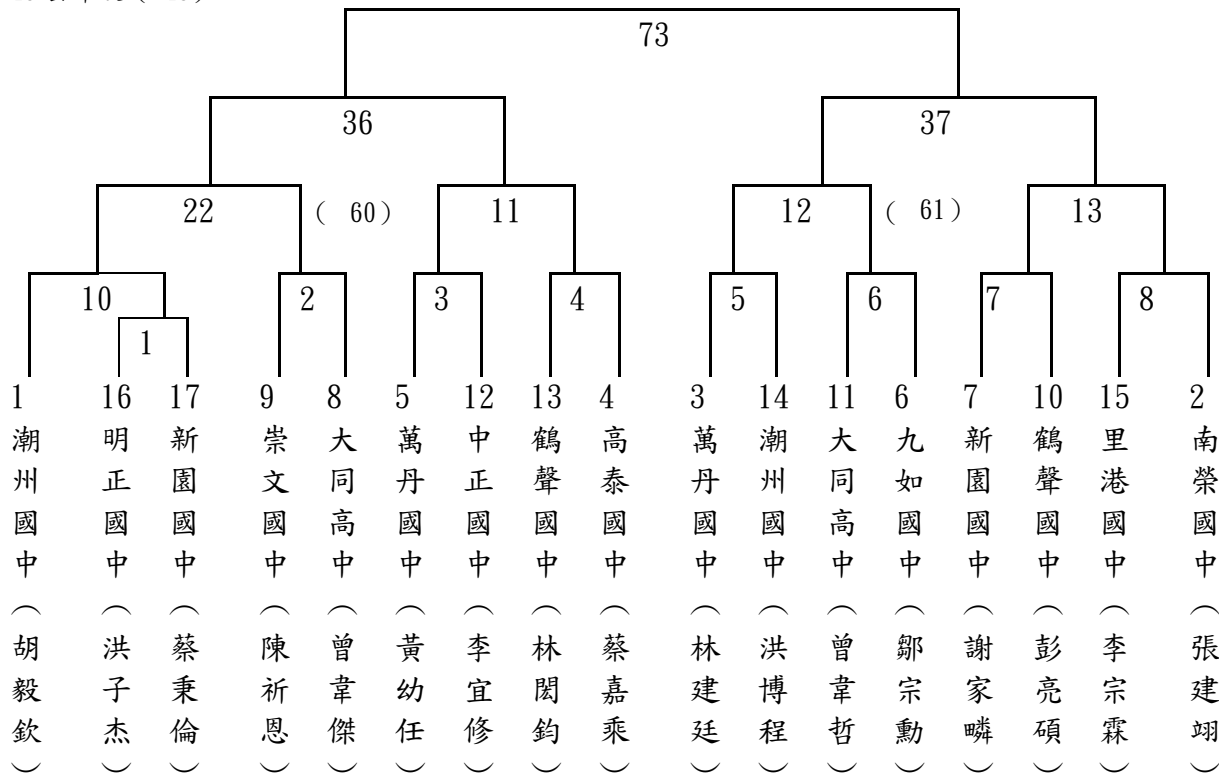 73
36 37
22 ( 60) 11 12 ( 61) 13
10 2 3 4 5 6 7 8
1
1 16 17 9 8 5 12 13 4 3 14 11 6 7 10 15 2
潮州國中(胡毅欽)
明正國中(洪子杰)
新園國中(蔡秉倫)
崇文國中(陳祈恩)
大同高中(曾韋傑)
萬丹國中(黃幼任)
中正國中(李宜修)
鶴聲國中(林閎鈞)
高泰國中(蔡嘉乘)
萬丹國中(林建廷)
潮州國中(洪博程)
大同高中(曾韋哲)
九如國中(鄒宗勳)
新園國中(謝家疄)
鶴聲國中(彭亮碩)
里港國中(李宗霖)
南榮國中(張建翊)